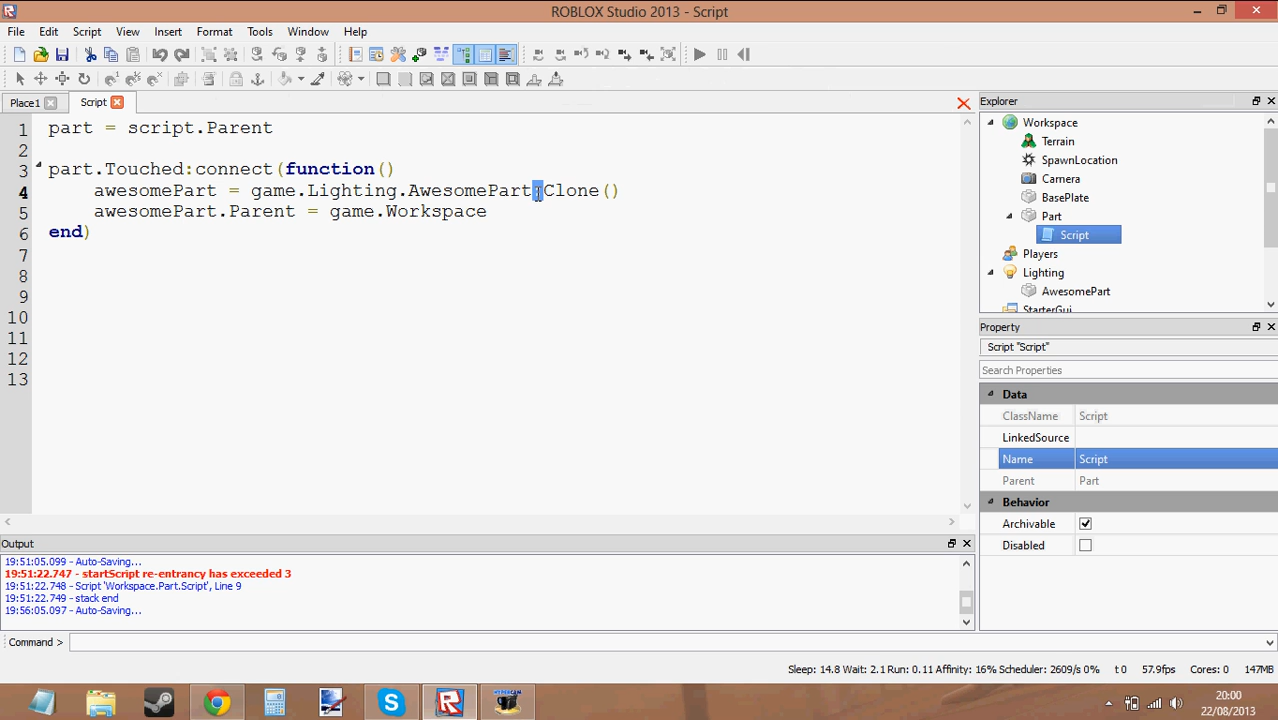 ROBLOX Studio 2013 - Script
File Edit Script View Insert Format Tools Window Help
Place1 Script
1 part = script.Parent
2
3 part.Touched:connect(function()
4 awesomePart = game.Lighting.AwesomePart:Clone()
5 awesomePart.Parent = game.Workspace
6 end)
7
8
9
10
11
12
13
Explorer
Workspace
Terrain
SpawnLocation
Camera
BasePlate
Part
Script
Players
Lighting
AwesomePart
StarterGui
Property
Script "Script"
Search Properties
Data
ClassName Script
LinkedSource
Name Script
Parent Part
Behavior
Archivable
Disabled
Output
19:51:05.099 - Auto-Saving...
19:51:22.747 - startScript re-entrancy has exceeded 3
19:51:22.748 - Script 'Workspace.Part.Script', Line 9
19:51:22.749 - stack end
19:56:05.097 - Auto-Saving...
Command >
Sleep: 14.8 Wait: 2.1 Run: 0.11 Affinity: 16% Scheduler: 2609/s 0% t 0 57.9fps Cores: 0 147MB
20:00
22/08/2013